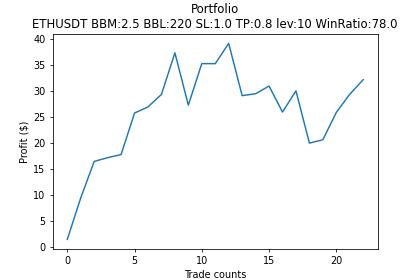 Portfolio
ETHUSDT BBM:2.5 BBL:220 SL:1.0 TP:0.8 lev:10 WinRatio:78.0
40
35
30
25
20
15
10
5
0
Profit ($)
0 5 10 15 20
Trade counts